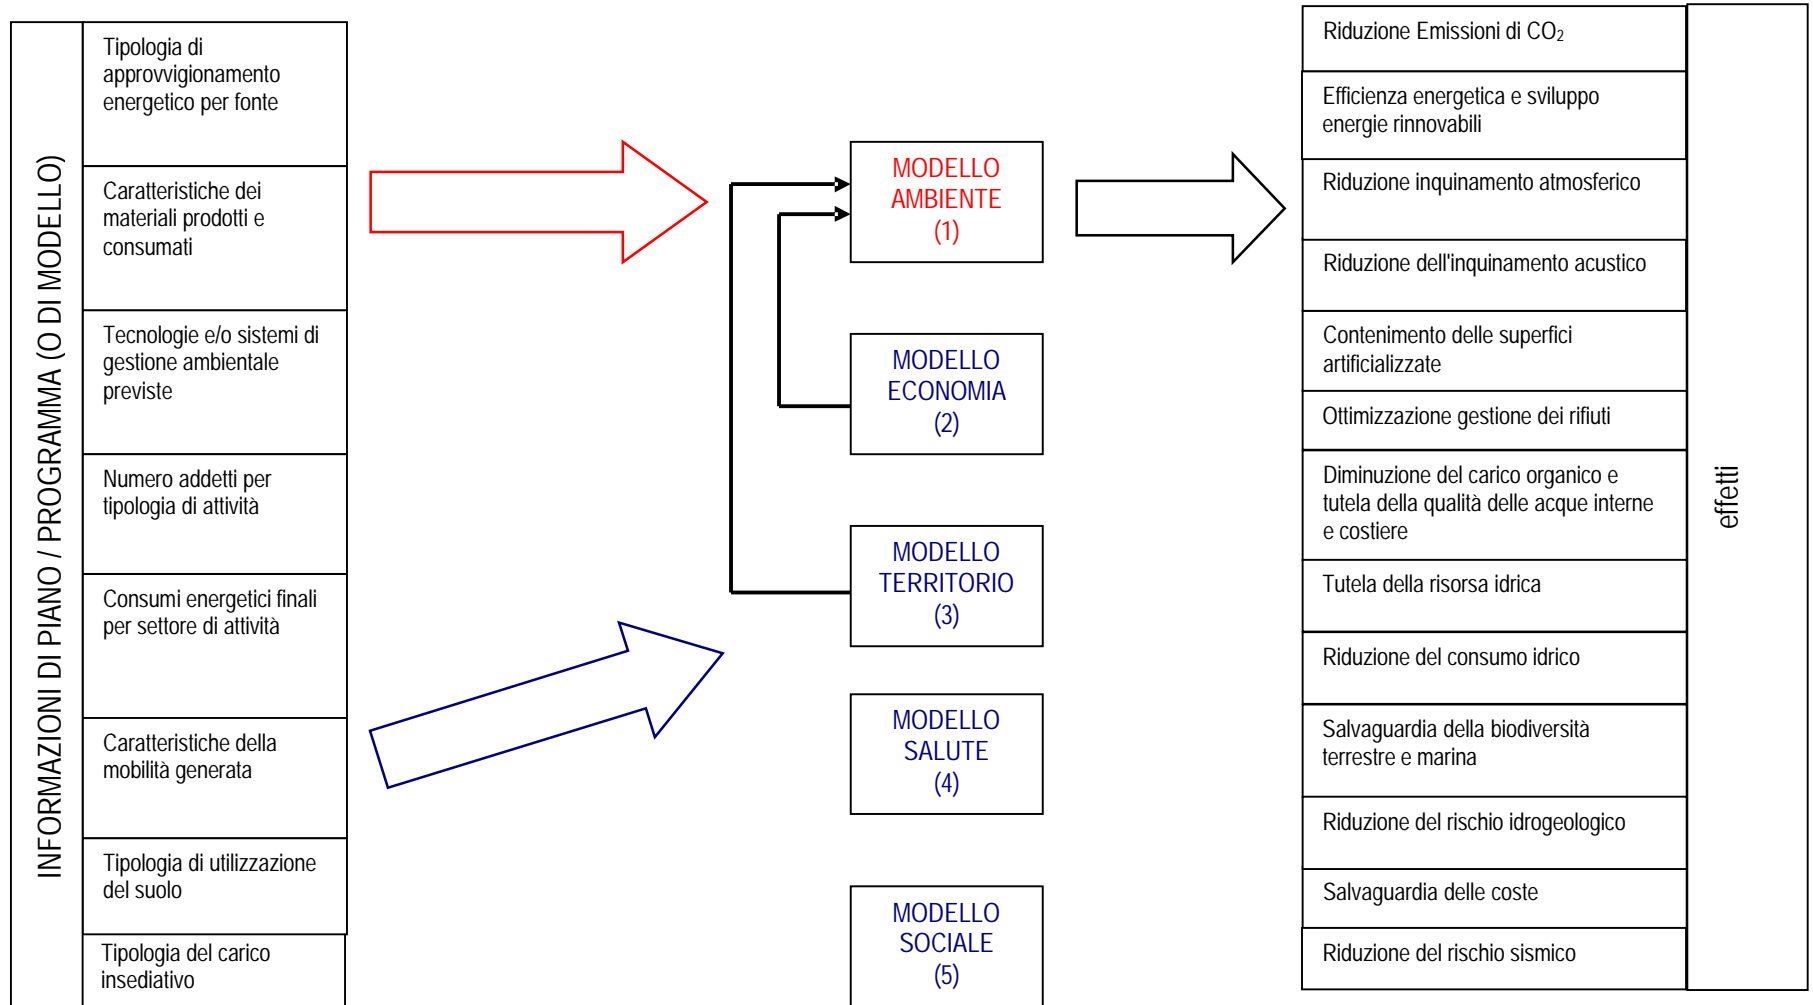 INFORMAZIONI DI PIANO / PROGRAMMA (O DI MODELLO)
Tipologia di
approvvigionamento
energetico per fonte
Caratteristiche dei
materiali prodotti e
consumati
Tecnologie e/o sistemi di
gestione ambientale
previste
Numero addetti per
tipologia di attività
Consumi energetici finali
per settore di attività
Caratteristiche della
mobilità generata
Tipologia di utilizzazione
del suolo
Tipologia del carico
insediativo
MODELLO
AMBIENTE
(1)
MODELLO
ECONOMIA
(2)
MODELLO
TERRITORIO
(3)
MODELLO
SALUTE
(4)
MODELLO
SOCIALE
(5)
Riduzione Emissioni di CO₂
Efficienza energetica e sviluppo
energie rinnovabili
Riduzione inquinamento atmosferico
Riduzione dell'inquinamento acustico
Contenimento delle superfici
artificializzate
Ottimizzazione gestione dei rifiuti
Diminuzione del carico organico e
tutela della qualità delle acque interne
e costiere
Tutela della risorsa idrica
Riduzione del consumo idrico
Salvaguardia della biodiversità
terrestre e marina
Riduzione del rischio idrogeologico
Salvaguardia delle coste
Riduzione del rischio sismico
effetti